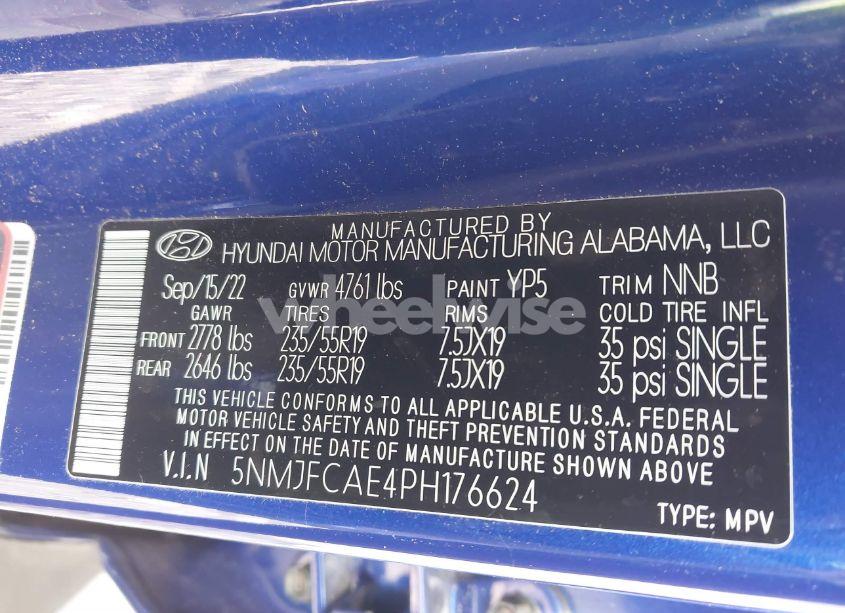 MANUFACTURED BY
HYUNDAI MOTOR MANUFACTURING ALABAMA, LLC
Sep/15/22 GVWR 4761 lbs PAINT YP5 TRIM NNB
GAWR TIRES RIMS COLD TIRE INFL
FRONT 2778 lbs 235/55R19 7.5JX19 35 psi SINGLE
REAR 2646 lbs 235/55R19 7.5JX19 35 psi SINGLE
THIS VEHICLE CONFORMS TO ALL APPLICABLE U.S.A. FEDERAL
MOTOR VEHICLE SAFETY AND THEFT PREVENTION STANDARDS
IN EFFECT ON THE DATE OF MANUFACTURE SHOWN ABOVE
V.I.N 5NMJFCAE4PH176624
TYPE: MPV
wheelwise